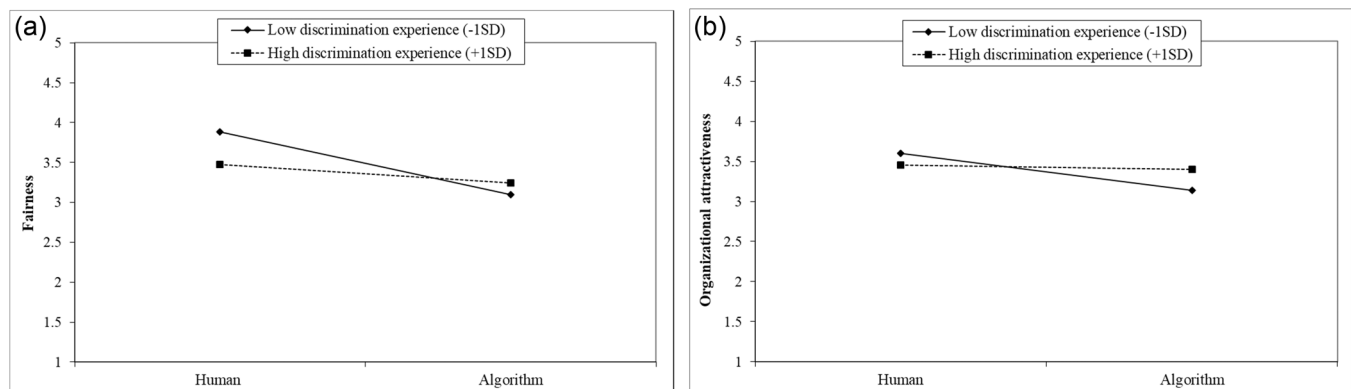 (a)
Low discrimination experience (-1SD)
High discrimination experience (+1SD)
5
4.5
4
3.5
3
2.5
2
1.5
1
Fairness
Human
Algorithm
(b)
Low discrimination experience (-1SD)
High discrimination experience (+1SD)
5
4.5
4
3.5
3
2.5
2
1.5
1
Organizational attractiveness
Human
Algorithm